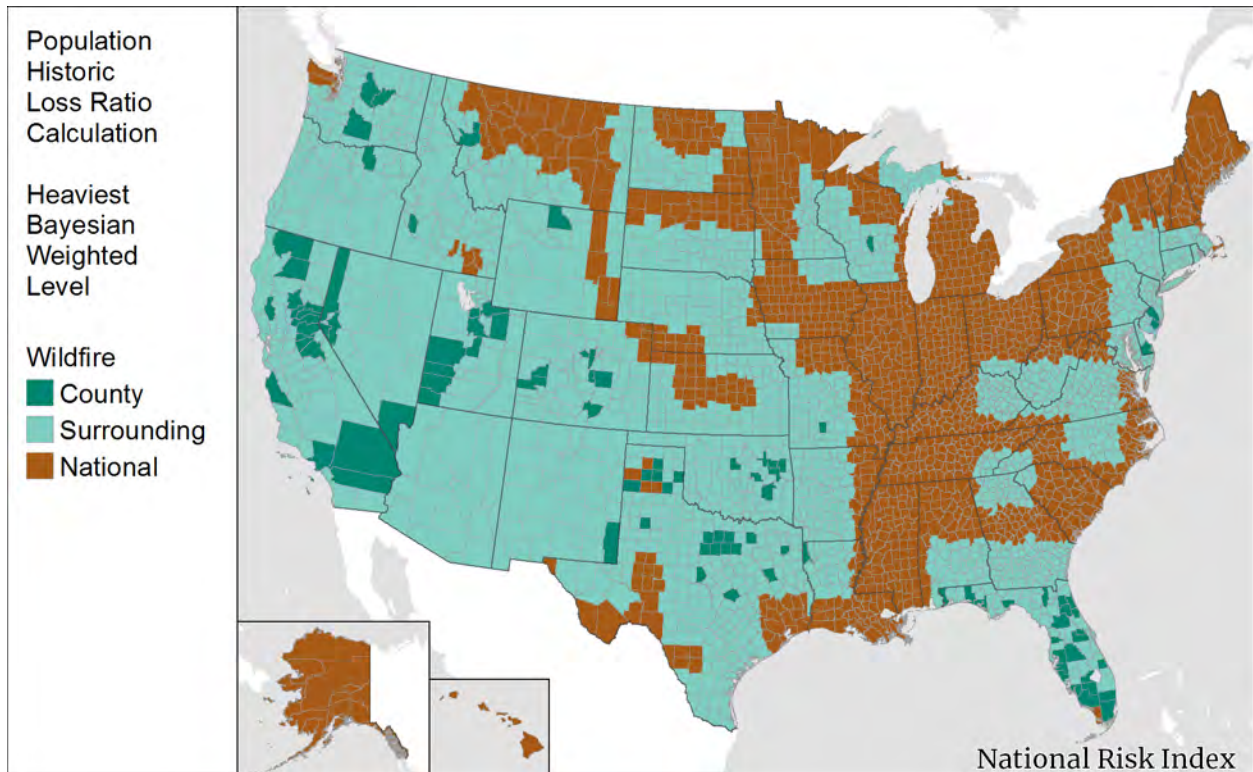 Population
Historic
Loss Ratio
Calculation
Heaviest
Bayesian
Weighted
Level
Wildfire
County
Surrounding
National
National Risk Index